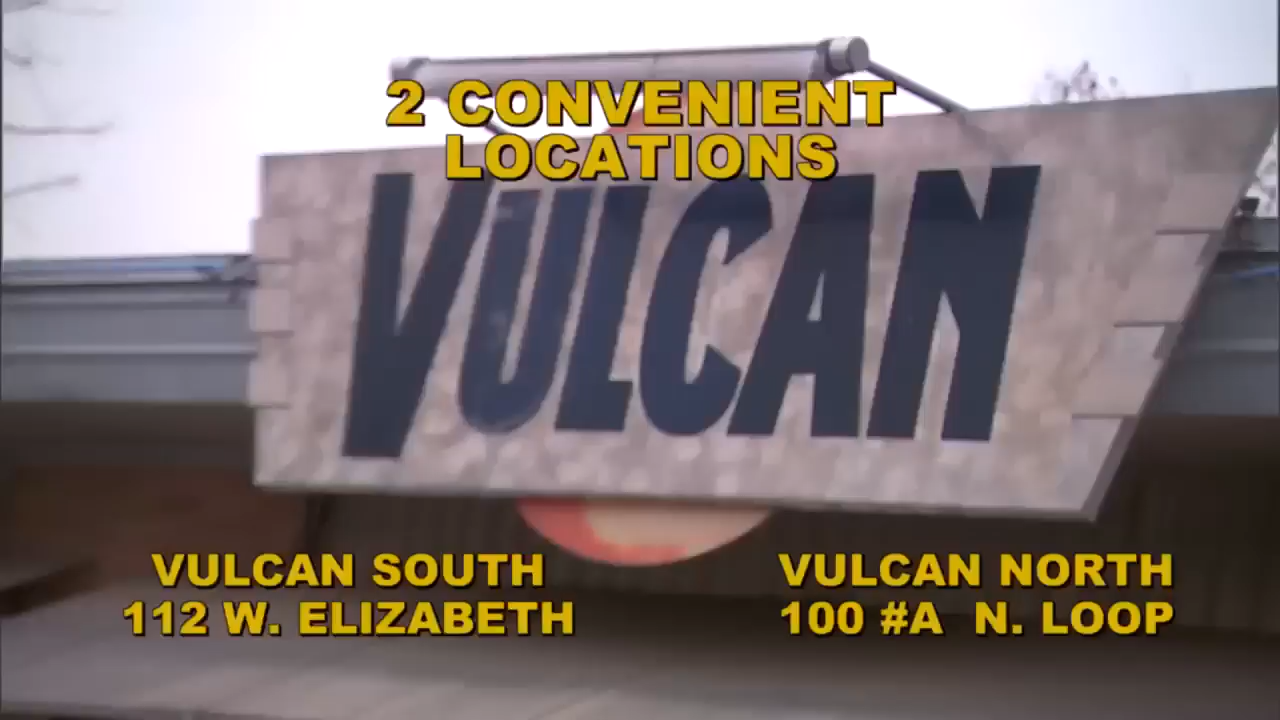 2 CONVENIENT
LOCATIONS
VULCAN
VULCAN SOUTH
112 W. ELIZABETH
VULCAN NORTH
100 #A N. LOOP